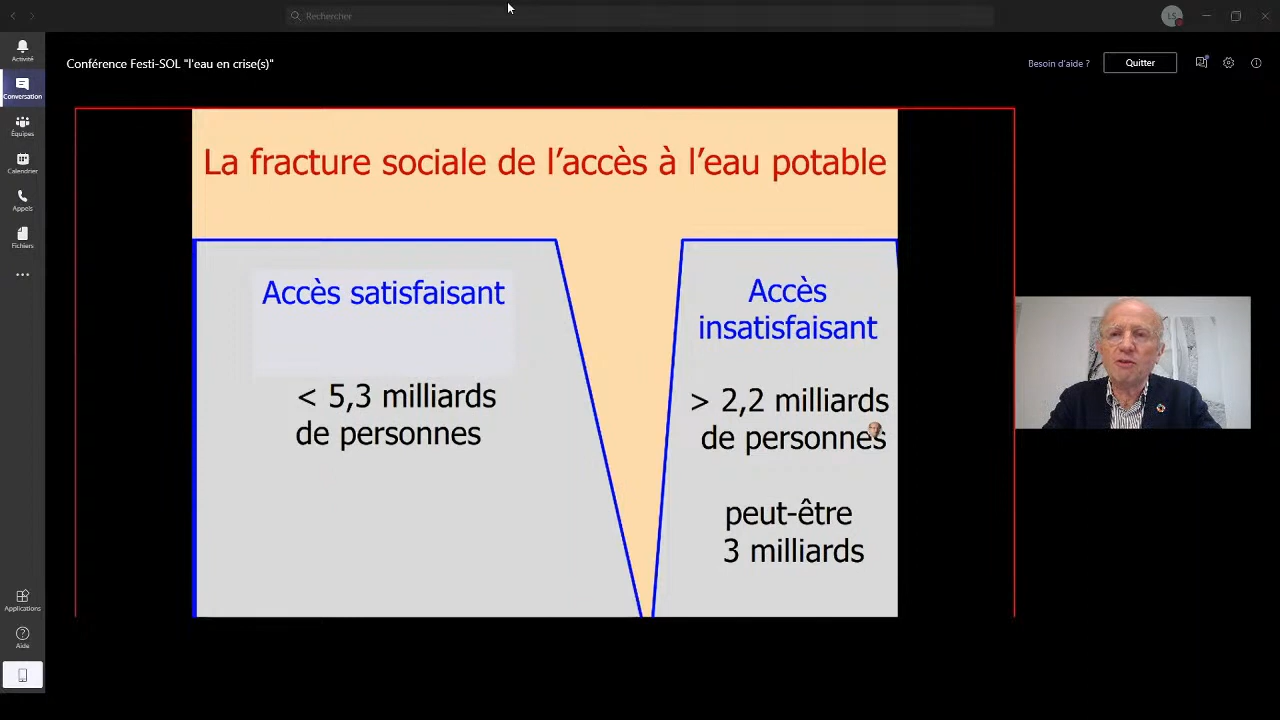 Rechercher
LS
Activité
Conversation
Équipes
Calendrier
Appels
Fichiers
Applications
Aide
Conférence Festi-SOL "l'eau en crise(s)"
Besoin d'aide ?
Quitter
La fracture sociale de l’accès à l’eau potable
Accès satisfaisant
< 5,3 milliards
de personnes
Accès
insatisfaisant
> 2,2 milliards
de personnes
peut-être
3 milliards